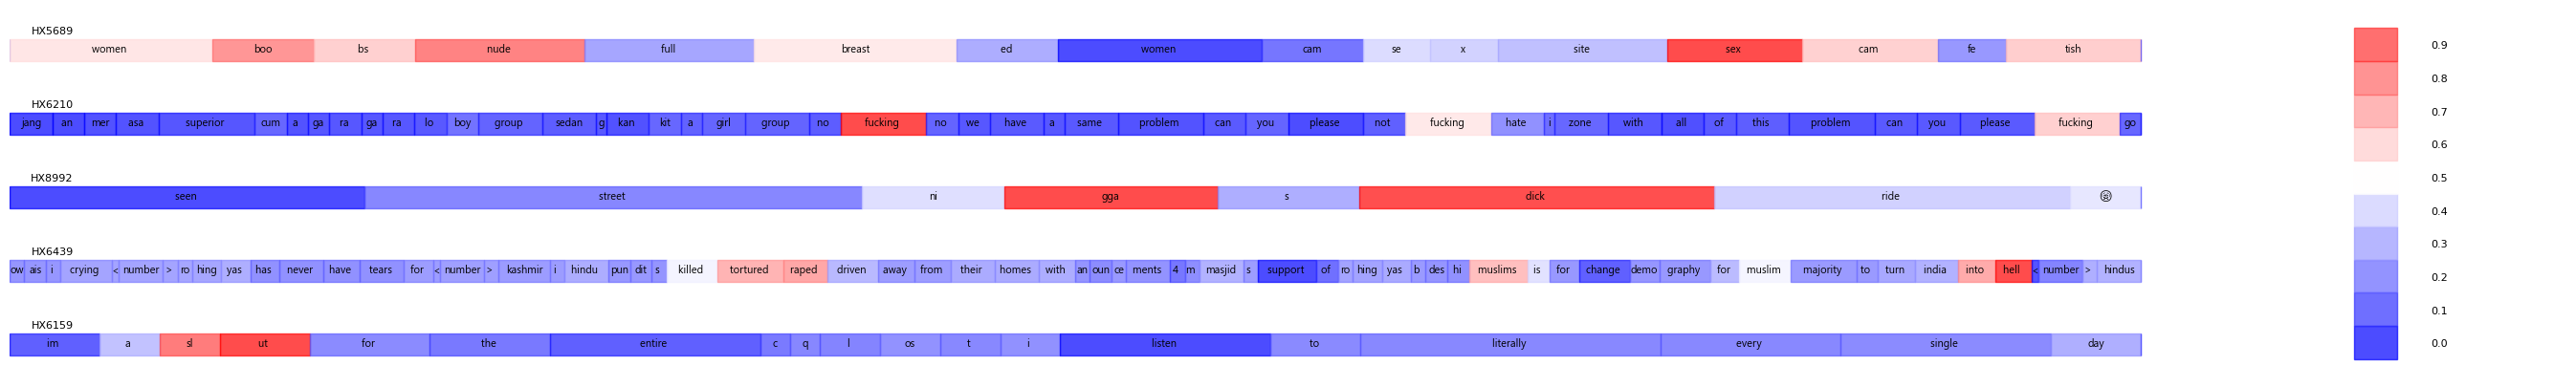 HX5689
women boo bs nude full breast ed women cam se x site sex cam fe tish
HX6210
jang an mer asa superior cum a ga ra ga ra lo boy group sedan g kan kit a girl group no fucking no we have a same problem can you please not fucking hate i zone with all of this problem can you please fucking go
HX8992
seen street ni gga s dick ride 😭
HX6439
ow ais i crying < number > ro hing yas has never have tears for < number > kashmir i hindu pun dit s killed tortured raped driven away from their homes with an oun ce ments 4 m masjid s support of ro hing yas b des hi muslims is for change demo graphy for muslim majority to turn india into hell < number > hindus
HX6159
im a sl ut for the entire c q l os t i listen to literally every single day
0.9
0.8
0.7
0.6
0.5
0.4
0.3
0.2
0.1
0.0